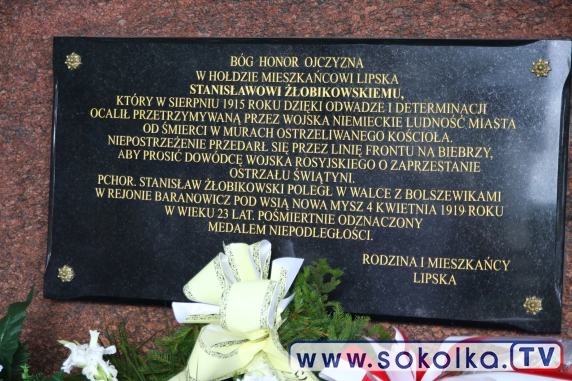 BÓG HONOR OJCZYZNA
W HOŁDZIE MIESZKAŃCOWI LIPSKA,
STANISŁAWOWI ŻŁOBIKOWSKIEMU,
KTÓRY W SIERPNIU 1915 ROKU DZIĘKI ODWADZE I DETERMINACJI
OCALIŁ PRZETRZYMYWANĄ PRZEZ WOJSKA NIEMIECKIE LUDNOŚĆ MIASTA
OD ŚMIERCI W MURACH OSTRZELIWANEGO KOŚCIOŁA.
NIEPOSTRZEŻENIE PRZEDARŁ SIĘ PRZEZ LINIĘ FRONTU NA BIEBRZY,
ABY PROSIĆ DOWÓDCĘ WOJSKA ROSYJSKIEGO O ZAPRZESTANIE
OSTRZAŁU ŚWIĄTYNI.
PCHOR. STANISŁAW ŻŁOBIKOWSKI POLEGŁ W WALCE Z BOLSZEWIKAMI
W REJONIE BARANOWICZ POD WSIĄ NOWA MYSZ 4 KWIETNIA 1919 ROKU
W WIEKU 23 LAT. POŚMIERTNIE ODZNACZONY
MEDALEM NIEPODLEGŁOŚCI.
RODZINA I MIESZKAŃCY
LIPSKA
www.sokolka.TV